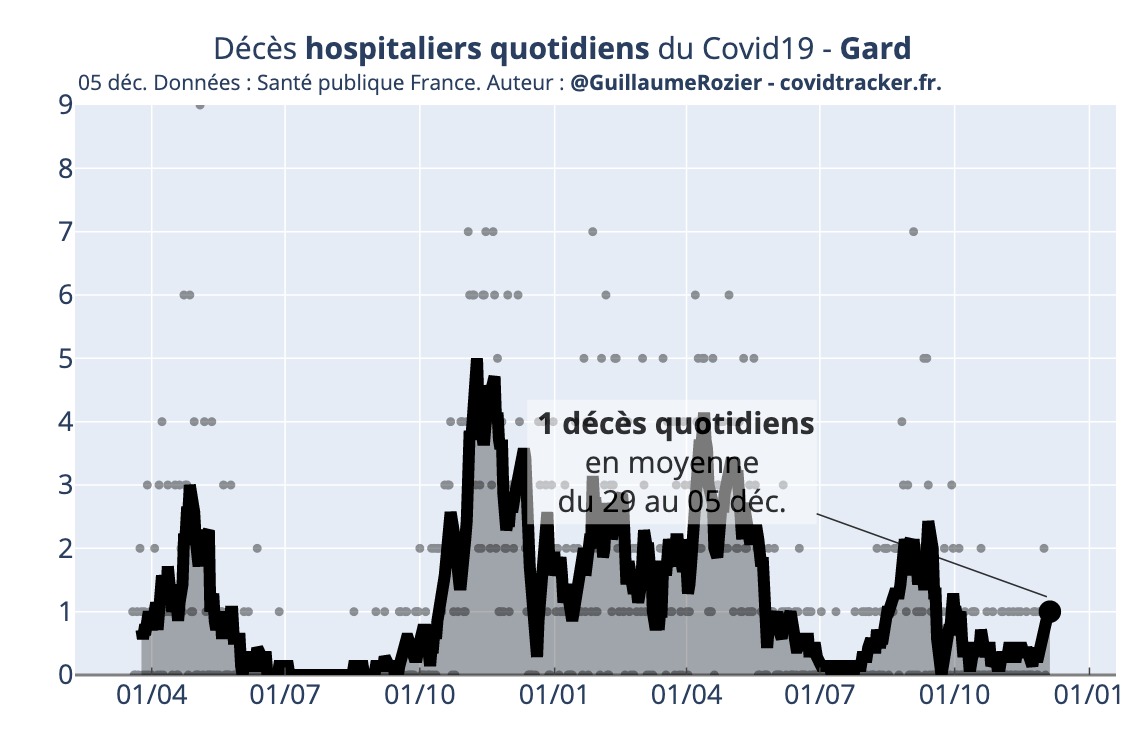 Décès hospitaliers quotidiens du Covid19 - Gard
05 déc. Données : Santé publique France. Auteur : @GuillaumeRozier - covidtracker.fr.
9
8
7
6
5
4
3
2
1
0
1 décès quotidiens
en moyenne
du 29 au 05 déc.
01/04 01/07 01/10 01/01 01/04 01/07 01/10 01/01